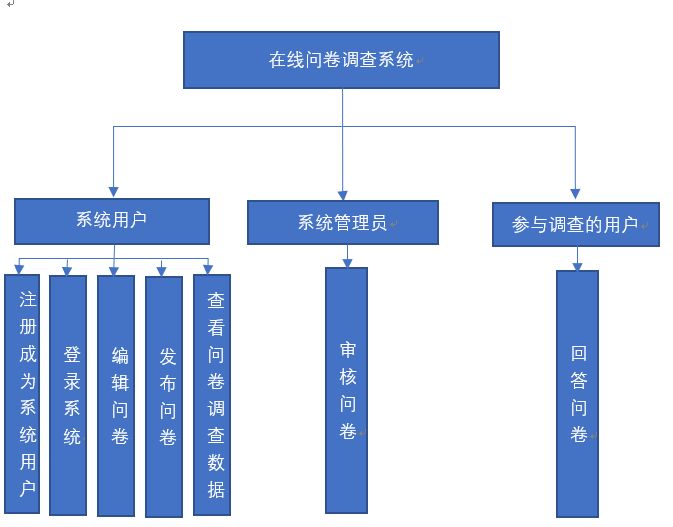 在线问卷调查系统
系统用户
系统管理员
参与调查的用户
注册成为系统用户
登录系统
编辑问卷
发布问卷
查看问卷调查数据
审核问卷
回答问卷